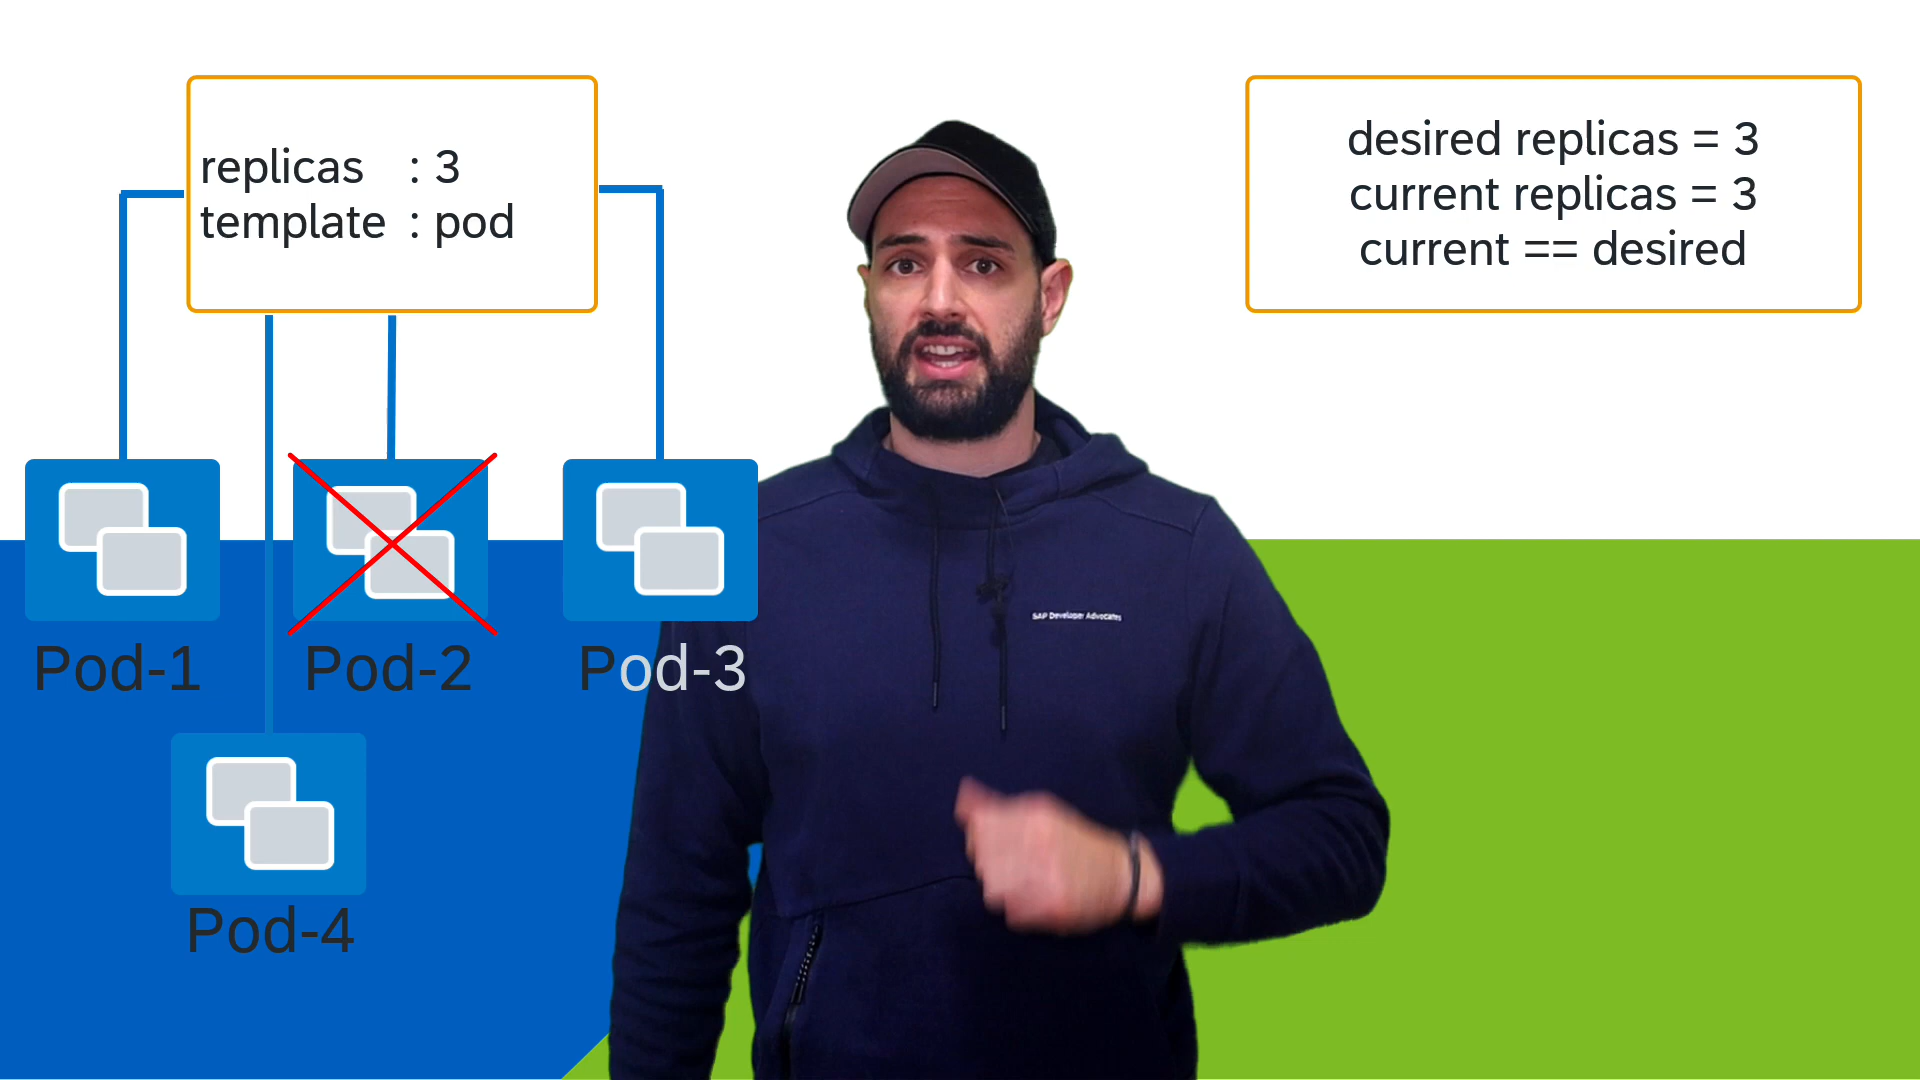 replicas : 3
template : pod
desired replicas = 3
current replicas = 3
current == desired
Pod-1
Pod-2
Pod-3
Pod-4
SAP Developer Advocates